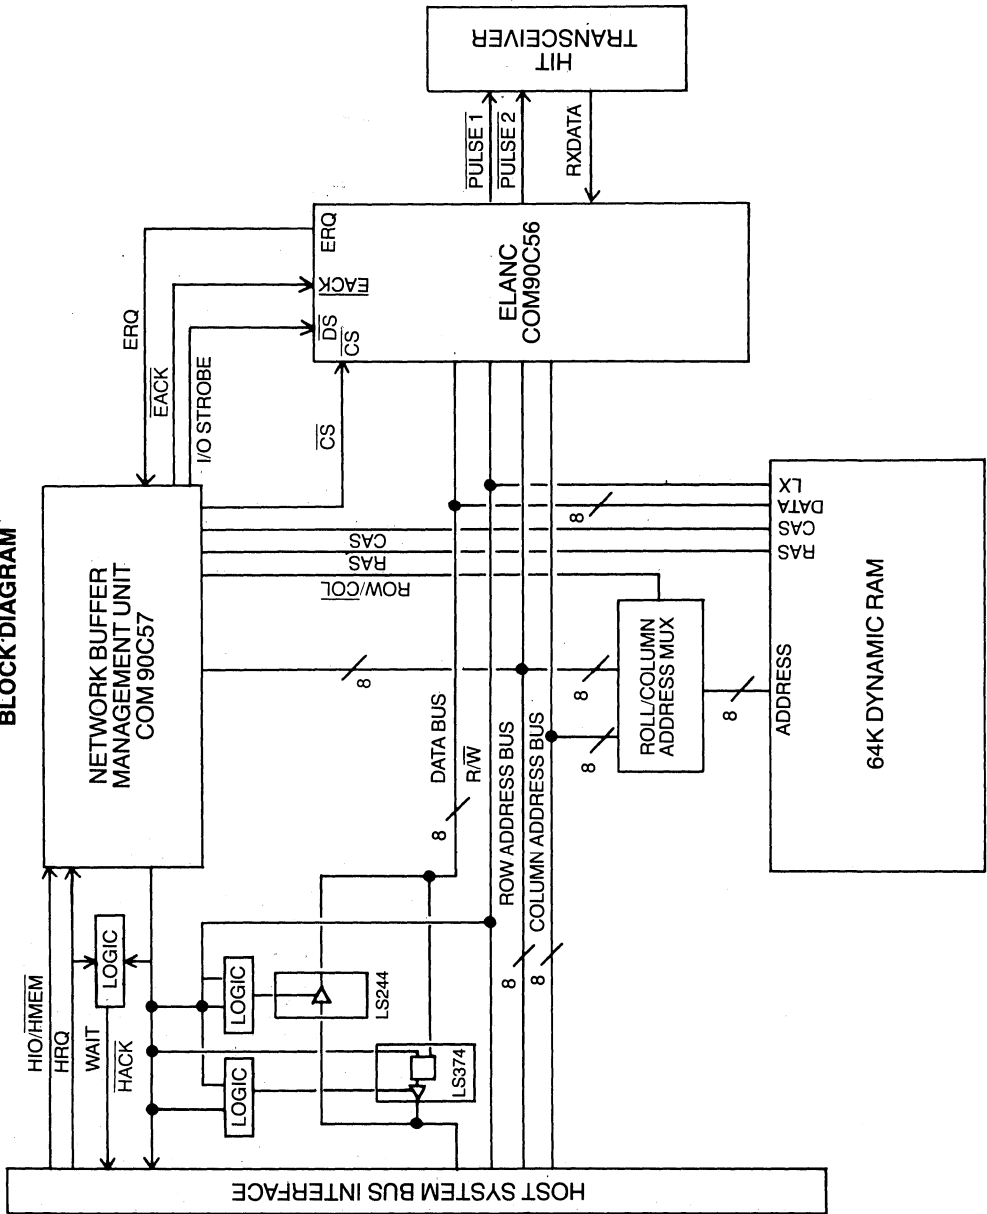 BLOCK DIAGRAM
HIT
TRANSCEIVER
PULSE 1
PULSE 2
RXDATA
ERQ
EACK
DS
CS
ELANC
COM90C56
ERQ
EACK
I/O STROBE
CS
NETWORK BUFFER
MANAGEMENT UNIT
COM 90C57
CAS
RAS
ROW/COL
8
8
LX
DATA
CAS
RAS
ADDRESS
64K DYNAMIC RAM
ROLL/COLUMN
ADDRESS MUX
8
8
8
DATA BUS
8
R/W
ROW ADDRESS BUS
8
COLUMN ADDRESS BUS
8
HIO/HMEM
HRQ
WAIT
HACK
LOGIC
LOGIC
LS244
LOGIC
LS374
HOST SYSTEM BUS INTERFACE